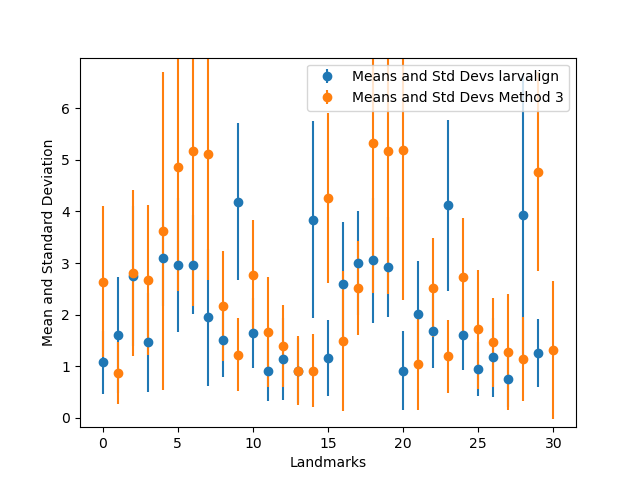 Means and Std Devs larvalign
Means and Std Devs Method 3
Mean and Standard Deviation
6
5
4
3
2
1
0
0 5 10 15 20 25 30
Landmarks